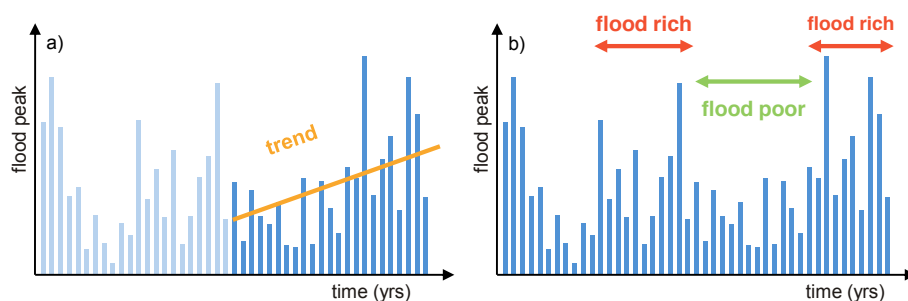 a)
flood peak
trend
time (yrs)
b)
flood rich
flood rich
flood poor
flood peak
time (yrs)